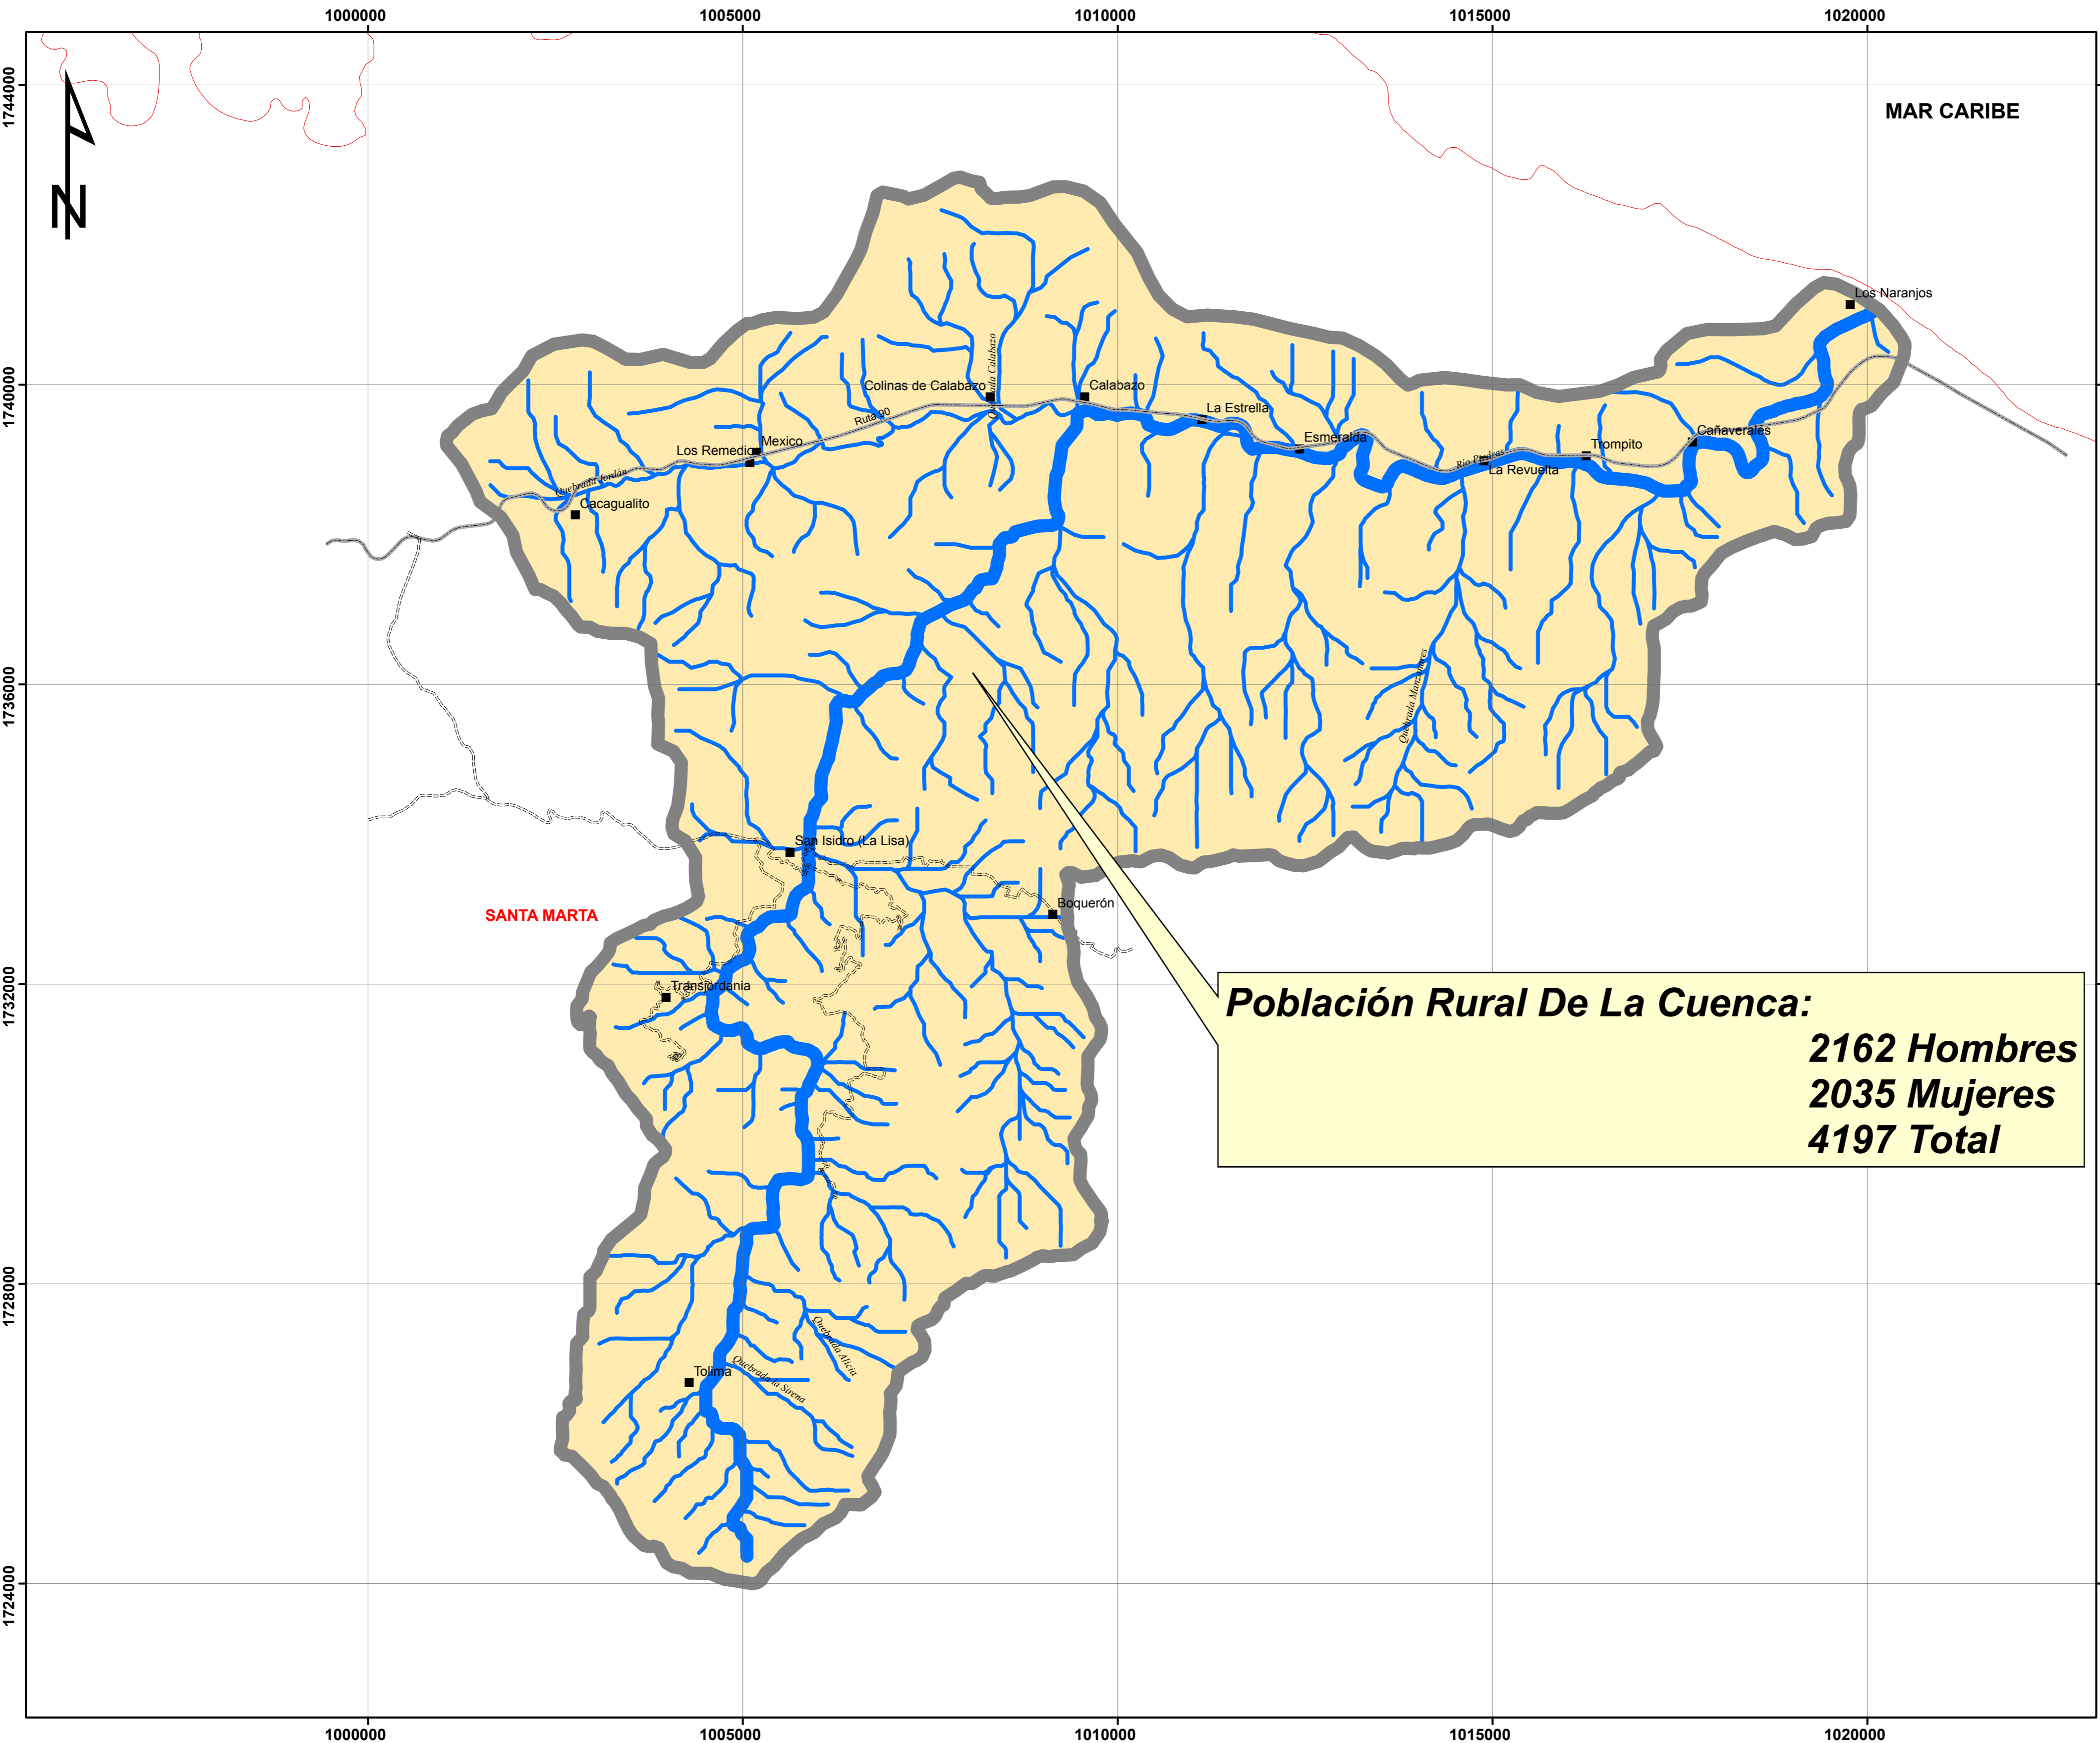 1000000 1005000 1010000 1015000 1020000
1744000
MAR CARIBE
N
Los Naranjos
1740000
Quebrada Calabazo
Colinas de Calabazo
Calabazo
La Estrella
Ruta 90
Mexico
Esmeralda
Cañaverales
Trompito
Los Remedio
Rio Piedras
La Revuelta
Quebrada Jordán
Cacagualito
1736000
Quebrada Manzanares
San Isidro (La Lisa)
Boquerón
SANTA MARTA
1732000
Transjordania
Población Rural De La Cuenca:
2162 Hombres
2035 Mujeres
4197 Total
1728000
Quebrada Alicia
Quebrada la Sirena
Tolima
1724000
1000000 1005000 1010000 1015000 1020000